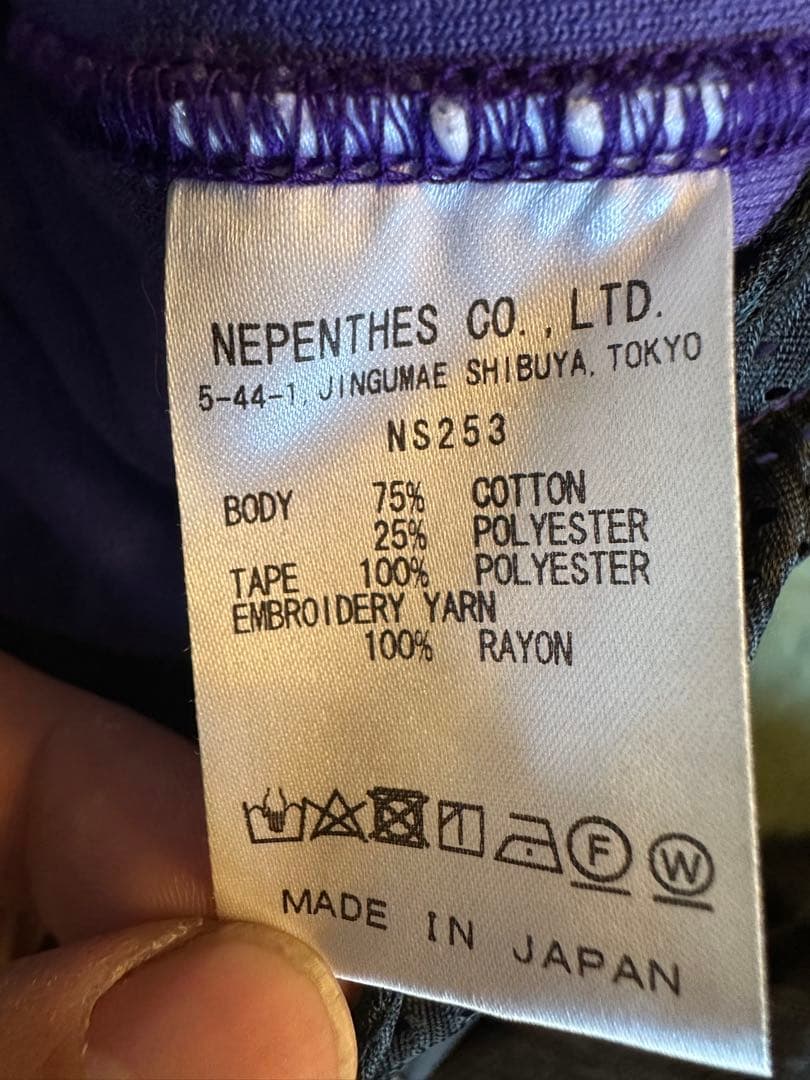 NEPENTHES CO.,LTD.
5-44-1, JINGUMAE SHIBUYA, TOKYO
NS253
BODY 75% COTTON
25% POLYESTER
TAPE 100% POLYESTER
EMBROIDERY YARN
100% RAYON
F W
MADE IN JAPAN